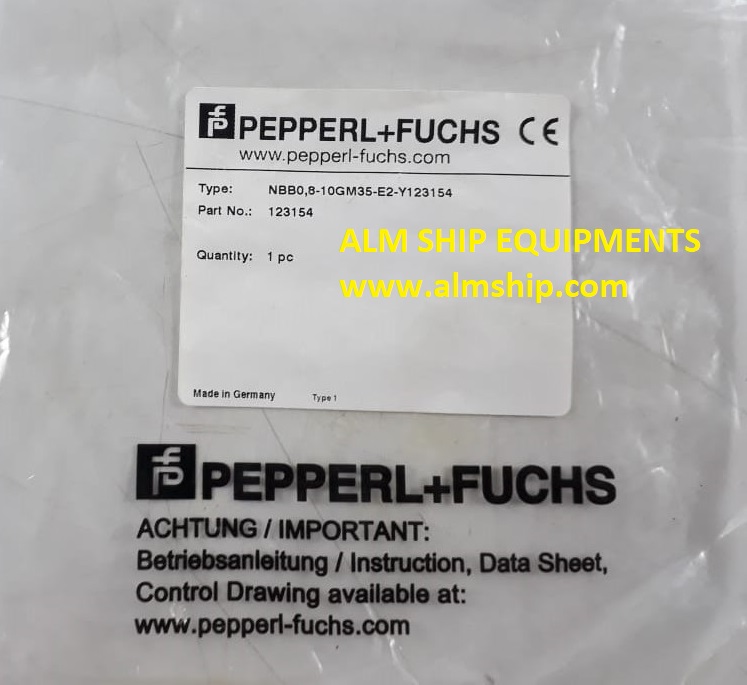 PEPPERL+FUCHS CE
www.pepperl-fuchs.com
Type: NBB0,8-10GM35-E2-Y123154
Part No.: 123154
ALM SHIP EQUIPMENTS
Quantity: 1 pc
www.almship.com
Made in Germany Type 1
PEPPERL+FUCHS
ACHTUNG / IMPORTANT:
Betriebsanleitung / Instruction, Data Sheet,
Control Drawing available at:
www.pepperl-fuchs.com